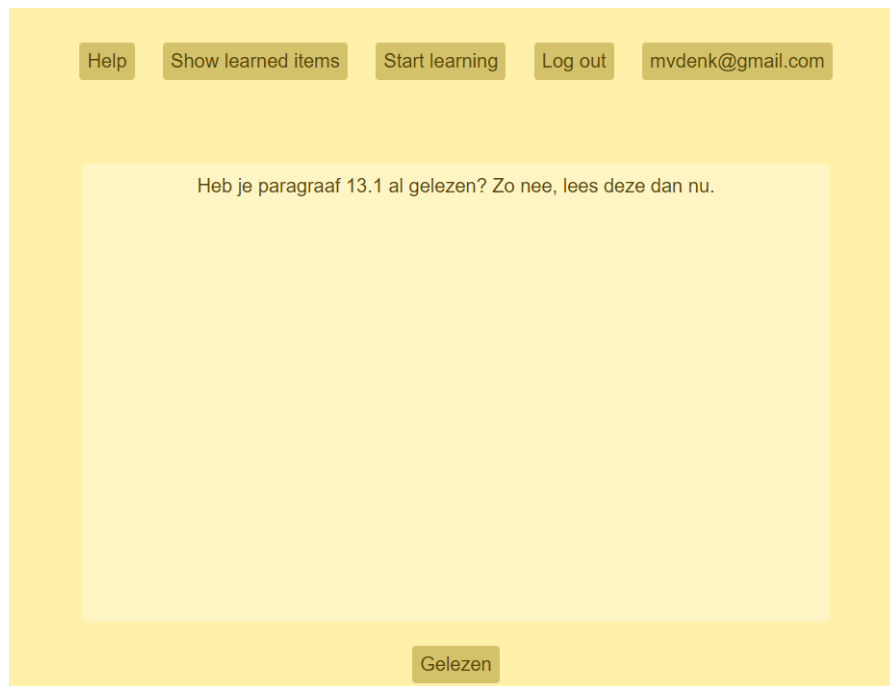 Help Show learned items Start learning Log out mvdenk@gmail.com
Heb je paragraaf 13.1 al gelezen? Zo nee, lees deze dan nu.
Gelezen